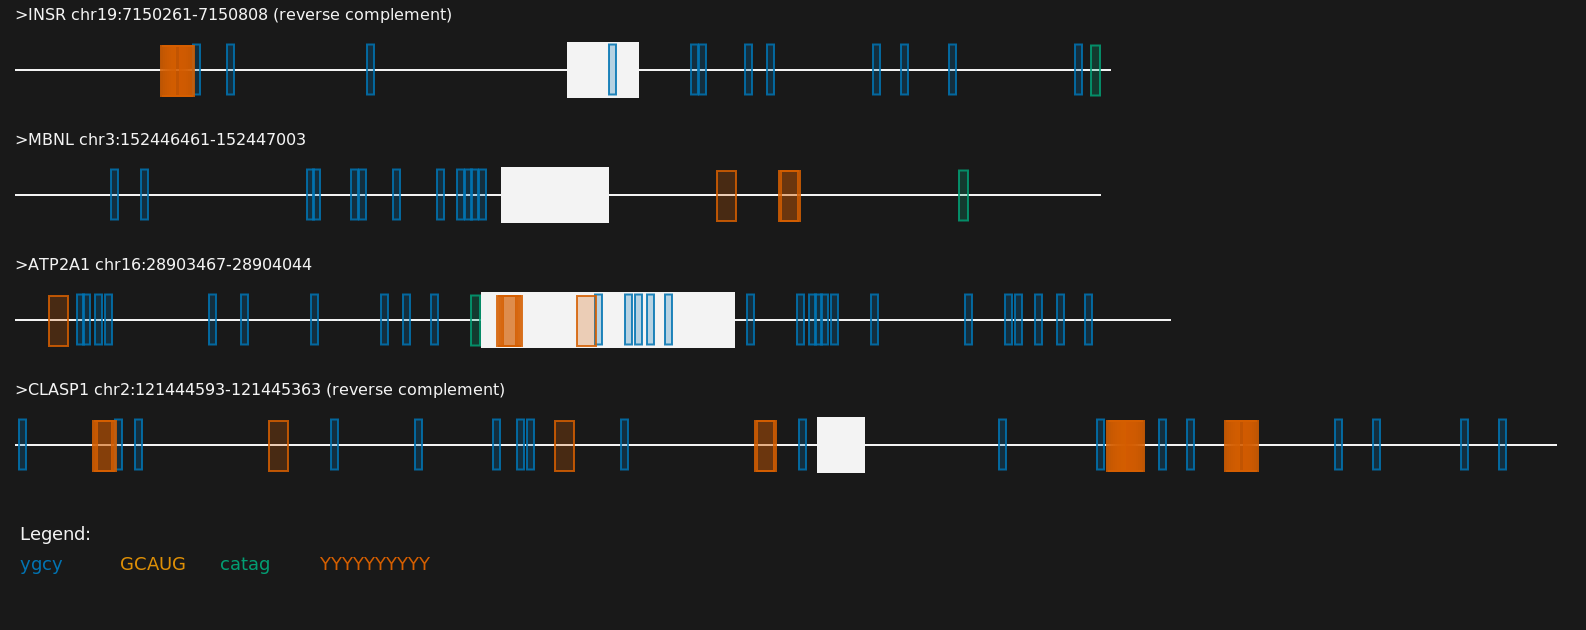 >INSR chr19:7150261-7150808 (reverse complement)
>MBNL chr3:152446461-152447003
>ATP2A1 chr16:28903467-28904044
>CLASP1 chr2:121444593-121445363 (reverse complement)
Legend:
ygcy GCAUG catag YYYYYYYYYY